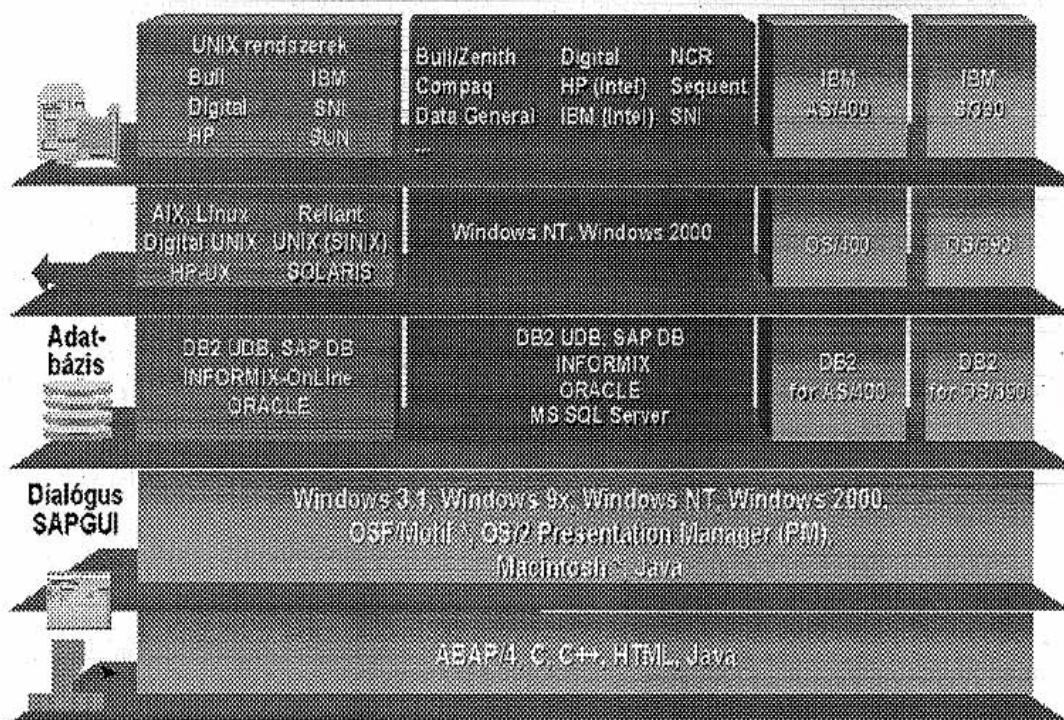 UNIX rendszerek
Bull IBM
Digital SNI
HP SUN
Bull/Zenith Digital NCR
Compaq HP (Intel) Sequent
Data General IBM (Intel) SNI
...
IBM
AS/400
IBM
S/390
AIX, Linux Reliant
Digital UNIX UNIX (SINIX)
HP-UX SOLARIS
Windows NT, Windows 2000
OS/400
OS/390
Adat-
bázis
DB2 UDB, SAP DB
INFORMIX-OnLine
ORACLE
DB2 UDB, SAP DB
INFORMIX
ORACLE
MS SQL Server
DB2
for AS/400
DB2
for OS/390
Dialógus
SAPGUI
Windows 3.1, Windows 9x, Windows NT, Windows 2000,
OSF/Motif *, OS/2 Presentation Manager (PM),
Macintosh *, Java
ABAP/4, C, C++, HTML, Java